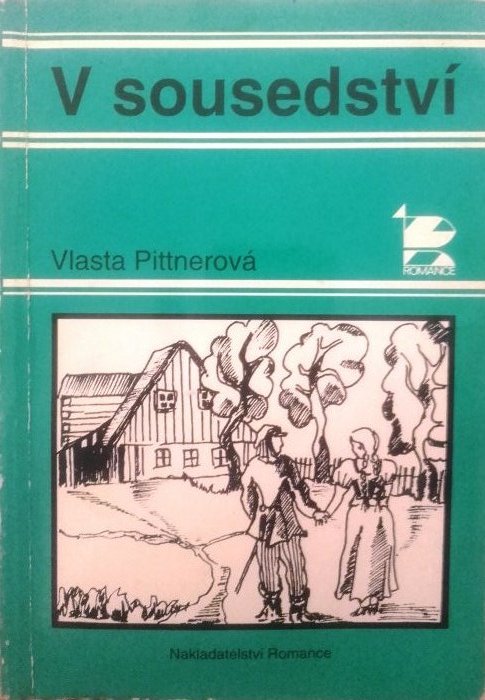 V sousedství
ROMANCE
Vlasta Pittnerová
Nakladatelství Romance